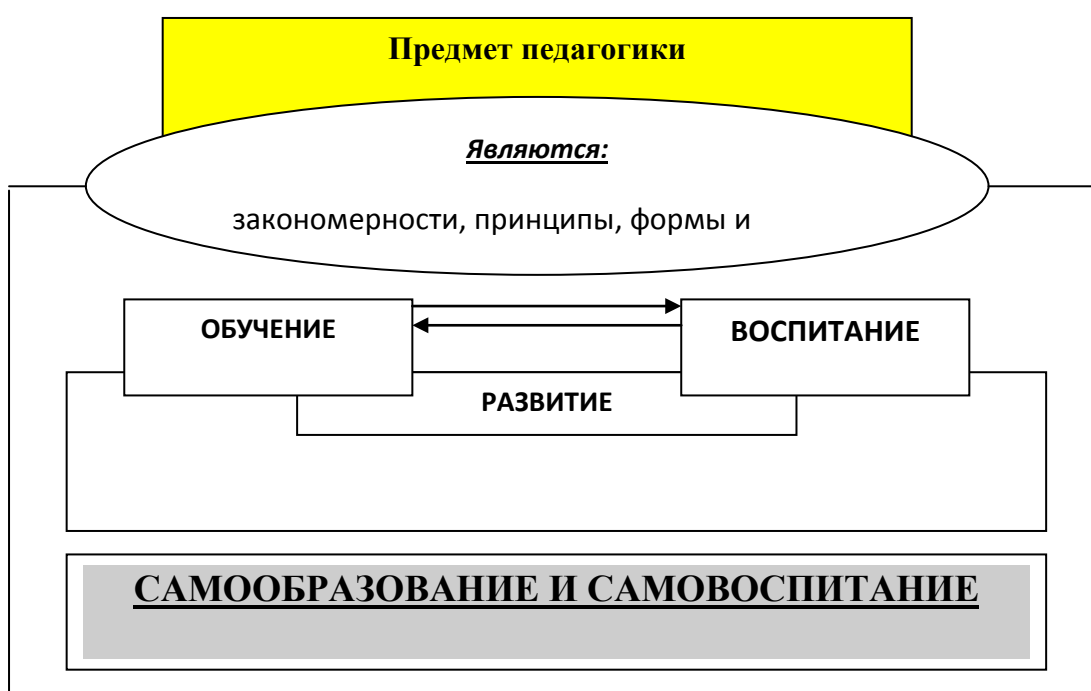 Предмет педагогики
Являются:
закономерности, принципы, формы и
ОБУЧЕНИЕ
ВОСПИТАНИЕ
РАЗВИТИЕ
САМООБРАЗОВАНИЕ И САМОВОСПИТАНИЕ